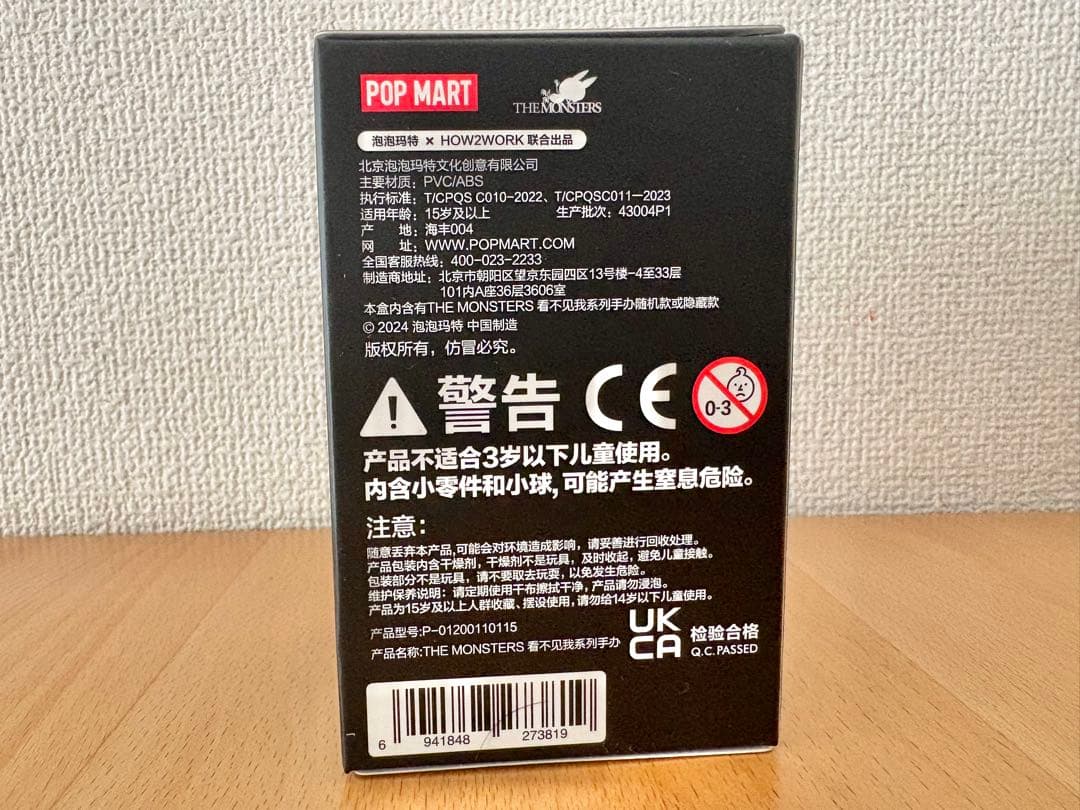 POP MART
THE MONSTERS
泡泡玛特 × HOW2WORK 联合出品
北京泡泡玛特文化创意有限公司
主要材质：PVC/ABS
执行标准：T/CPQS C010-2022、T/CPQSC011-2023
适用年龄：15岁及以上 生产批次：43004P1
产 地：海丰004
网 址：WWW.POPMART.COM
全国客服热线：400-023-2233
制造商地址：北京市朝阳区望京东园四区13号楼-4至33层
101内A座36层3606室
本盒内含有THE MONSTERS 看不见我系列手办随机款或隐藏款
© 2024 泡泡玛特 中国制造
版权所有，仿冒必究。
警告 CE 0-3
产品不适合3岁以下儿童使用。
内含小零件和小球，可能产生窒息危险。
注意：
随意丢弃本产品,可能会对环境造成影响，请妥善进行回收处理。
产品包装内含干燥剂，干燥剂不是玩具，及时收起，避免儿童接触。
包装部分不是玩具，请不要取去玩耍，以免发生危险。
维护保养说明：请定期使用干布擦拭干净，产品请勿浸泡。
产品为15岁及以上人群收藏、摆设使用，请勿给14岁以下儿童使用。
产品型号:P-01200110115
产品名称:THE MONSTERS 看不见我系列手办
UK
CA
检验合格
Q.C. PASSED
6 941848 273819